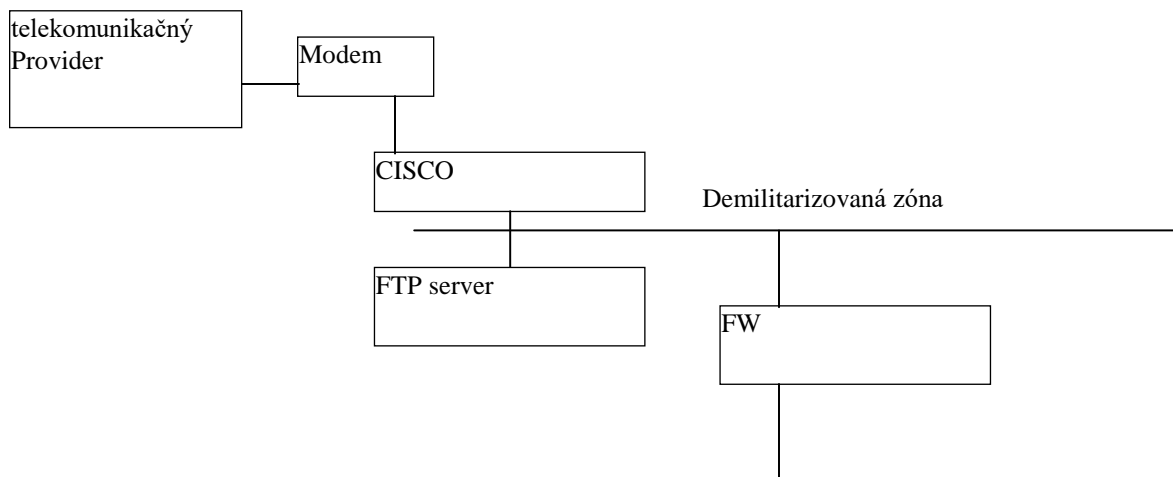 telekomunikačný
Provider
Modem
CISCO
Demilitarizovaná zóna
FTP server
FW